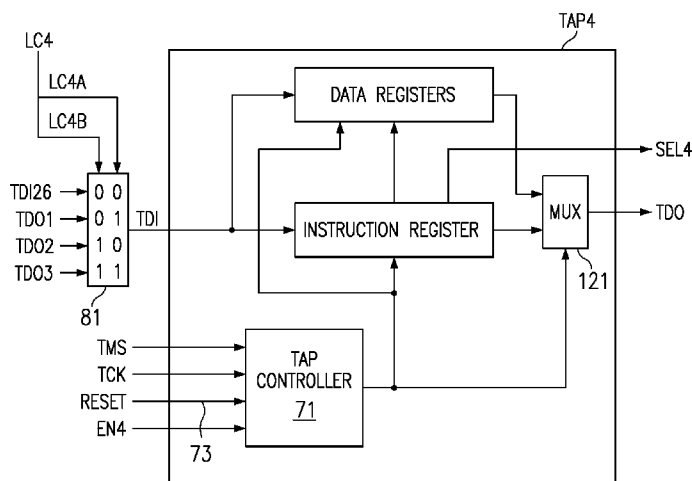 TAP4
LC4
LC4A
LC4B
DATA REGISTERS
SEL4
TDI26
0 0
TDO1
0 1
TDO2
1 0
TDO3
1 1
TDI
INSTRUCTION REGISTER
MUX
TDO
81
121
TMS
TCK
RESET
EN4
TAP
CONTROLLER
71
73